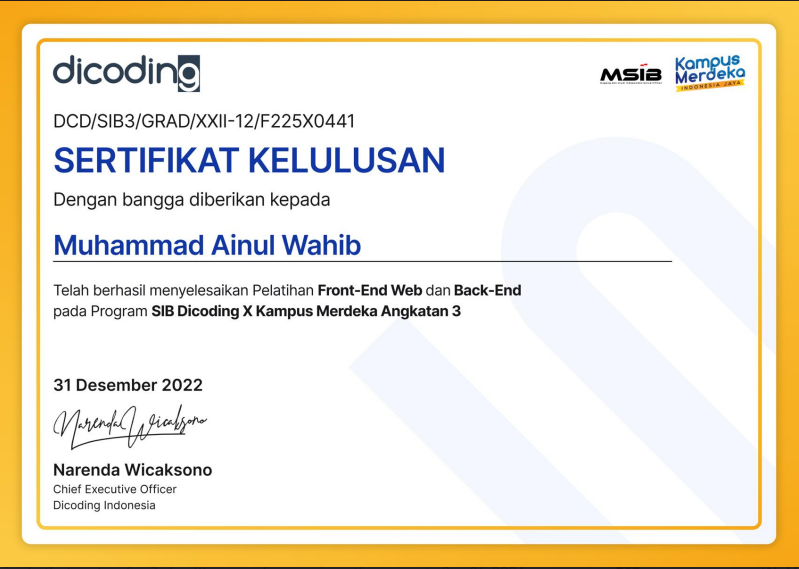 dicoding
MSIB
Kampus
Merdeka
INDONESIA JAYA
DCD/SIB3/GRAD/XXII-12/F225X0441
SERTIFIKAT KELULUSAN
Dengan bangga diberikan kepada
Muhammad Ainul Wahib
Telah berhasil menyelesaikan Pelatihan Front-End Web dan Back-End
pada Program SIB Dicoding X Kampus Merdeka Angkatan 3
31 Desember 2022
Narenda Wicaksono
Narenda Wicaksono
Chief Executive Officer
Dicoding Indonesia